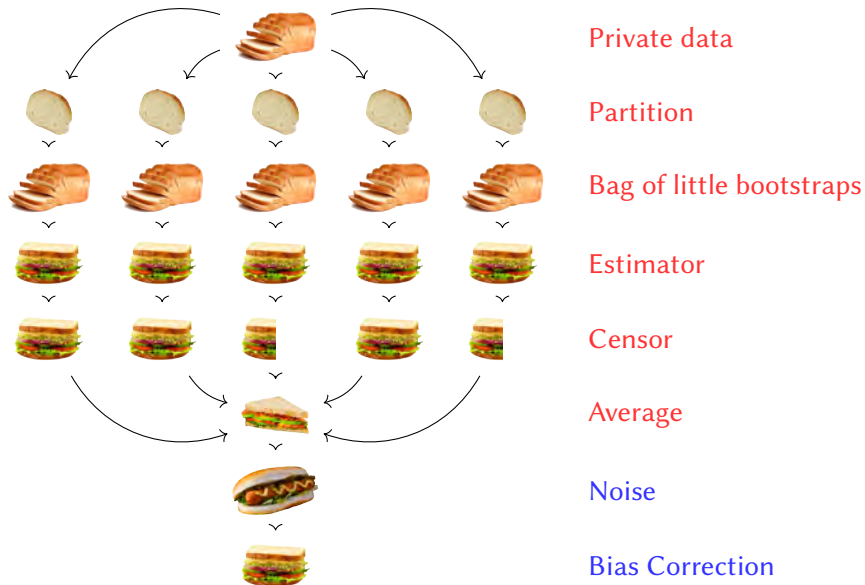 Private data
Partition
Bag of little bootstraps
Estimator
Censor
Average
Noise
Bias Correction